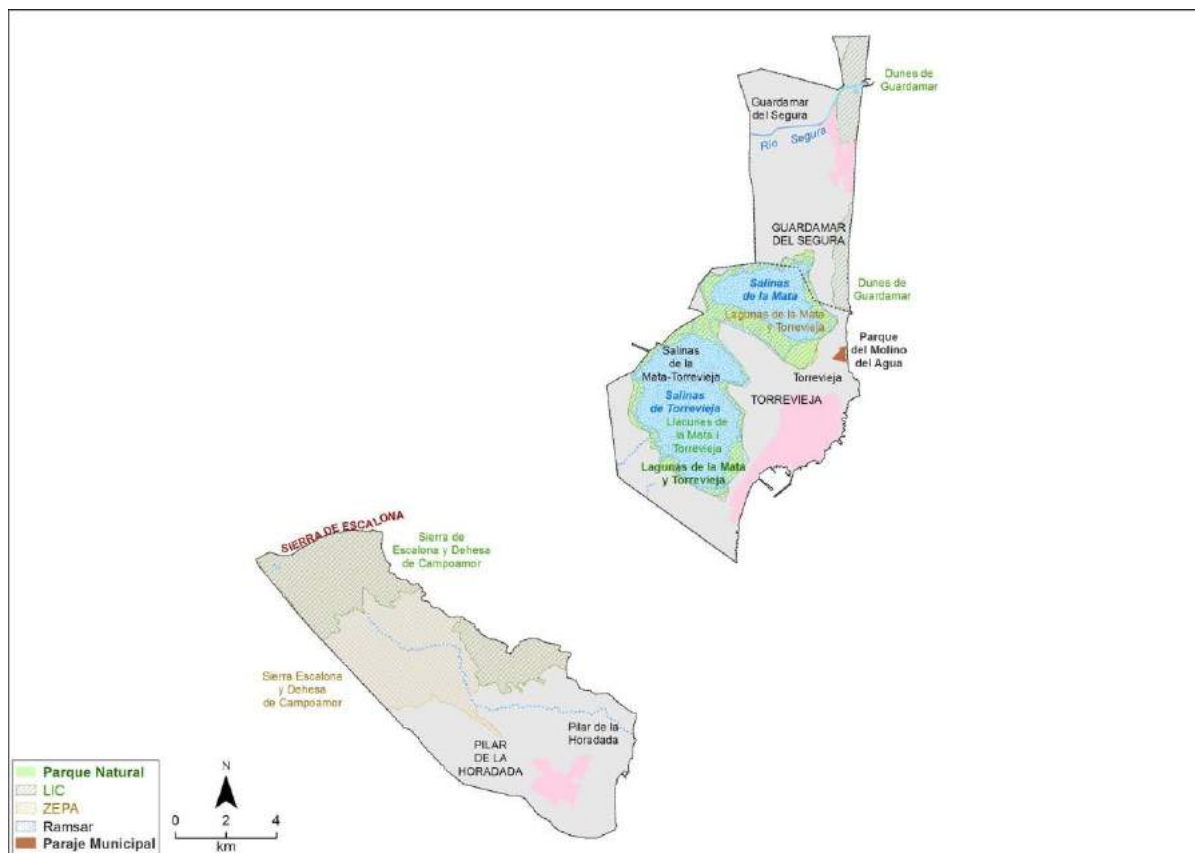 Dunes de
Guardamar
Guardamar
del Segura
Río Segura
GUARDAMAR
DEL SEGURA
Dunes de
Guardamar
Salinas
de la Mata
Lagunas de la Mata
y Torrevieja
Parque
del Molino
del Agua
Salinas
de la
Mata-Torrevieja
Torrevieja
TORREVIEJA
Salinas
de Torrevieja
Llacunes de
la Mata i
Torrevieja
Lagunas de la Mata
y Torrevieja
SIERRA DE ESCALONA
Sierra de
Escalona y Dehesa
de Campoamor
Sierra Escalona
y Dehesa
de Campoamor
Pilar de la
Horadada
PILAR
DE LA
HORADADA
Parque Natural
LIC
ZEPA
Ramsar
Paraje Municipal
N
0 2 4
km